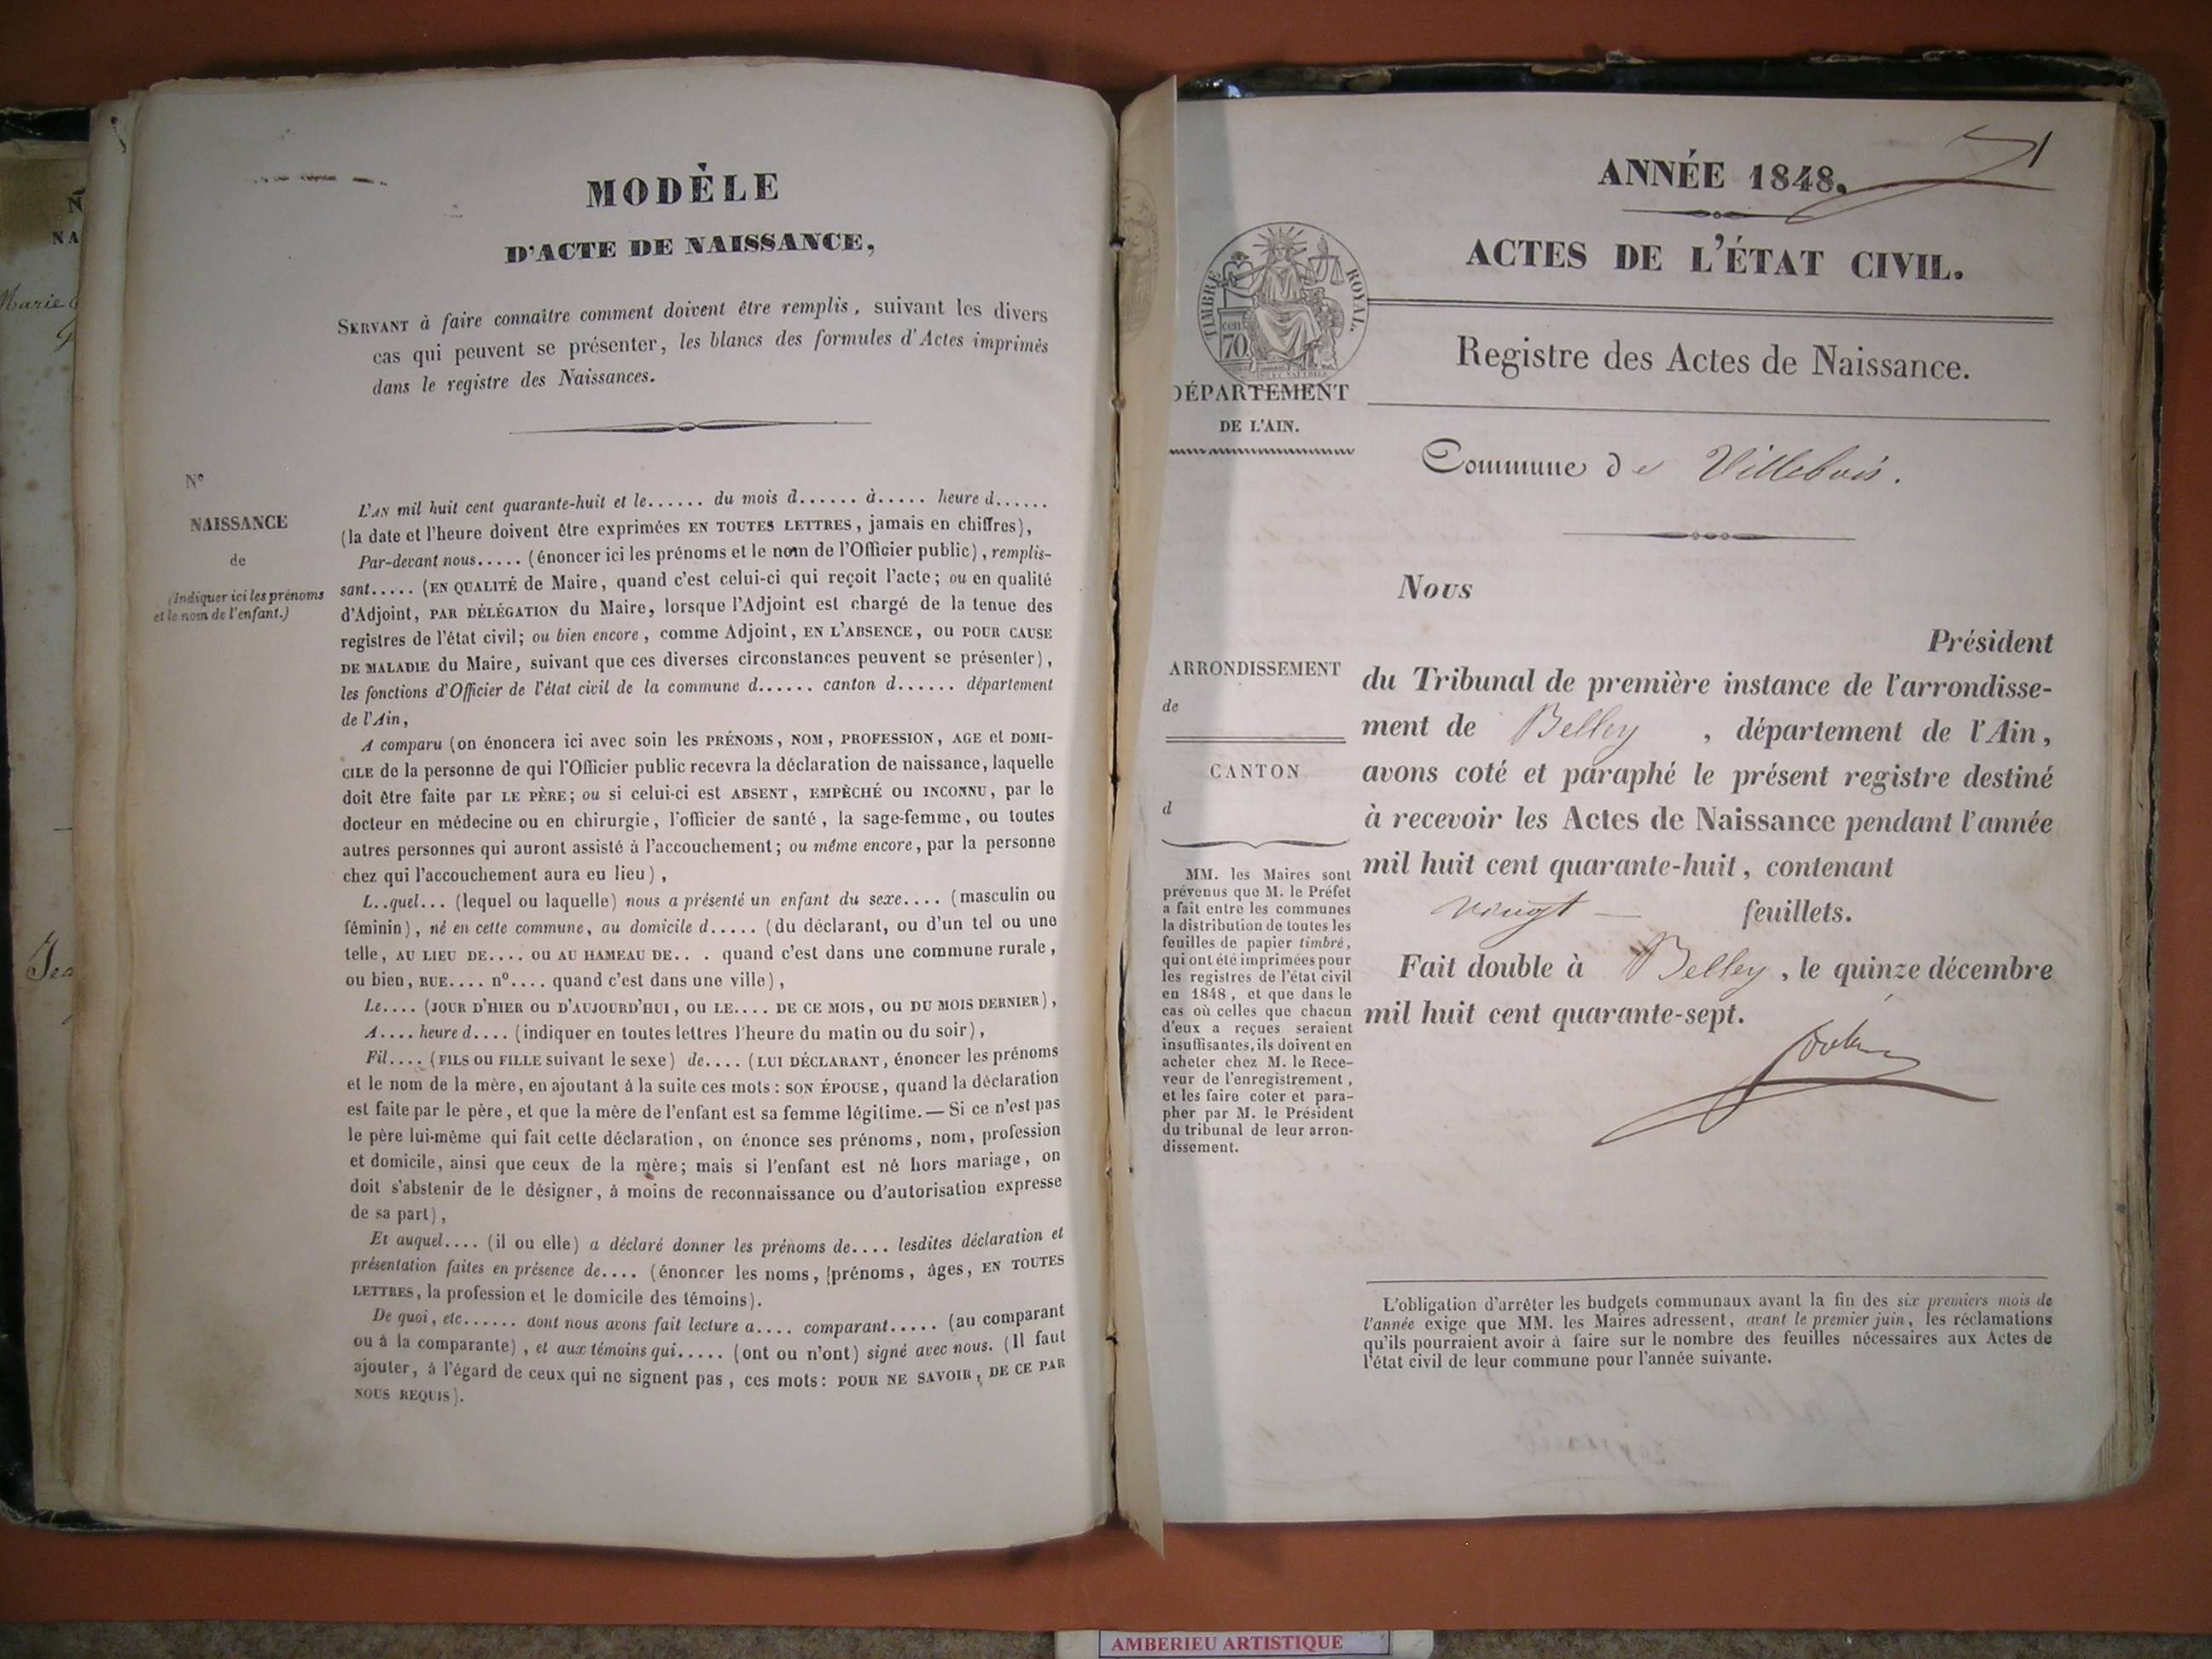 MODÈLE
D'ACTE DE NAISSANCE,
SERVANT à faire connaître comment doivent être remplis, suivant les divers
cas qui peuvent se présenter, les blancs des formules d'Actes imprimés
dans le registre des Naissances.
N°
NAISSANCE
de
(Indiquer ici les prénoms
et le nom de l'enfant.)
L'AN mil huit cent quarante-huit et le...... du mois d...... à..... heure d......
(la date et l'heure doivent être exprimées EN TOUTES LETTRES, jamais en chiffres),
Par-devant nous..... (énoncer ici les prénoms et le nom de l'Officier public), remplis-
sant..... (EN QUALITÉ de Maire, quand c'est celui-ci qui reçoit l'acte; ou en qualité
d'Adjoint, PAR DÉLÉGATION du Maire, lorsque l'Adjoint est chargé de la tenue des
registres de l'état civil; ou bien encore, comme Adjoint, EN L'ABSENCE, ou POUR CAUSE
DE MALADIE du Maire, suivant que ces diverses circonstances peuvent se présenter),
les fonctions d'Officier de l'état civil de la commune d...... canton d...... département
de l'Ain,
A comparu (on énoncera ici avec soin les PRÉNOMS, NOM, PROFESSION, AGE et DOMI-
CILE de la personne de qui l'Officier public recevra la déclaration de naissance, laquelle
doit être faite par LE PÈRE; ou si celui-ci est ABSENT, EMPÊCHÉ ou INCONNU, par le
docteur en médecine ou en chirurgie, l'officier de santé, la sage-femme, ou toutes
autres personnes qui auront assisté à l'accouchement; ou même encore, par la personne
chez qui l'accouchement aura eu lieu),
L..quel... (lequel ou laquelle) nous a présenté un enfant du sexe.... (masculin ou
féminin), né en cette commune, au domicile d..... (du déclarant, ou d'un tel ou une
telle, AU LIEU DE.... ou AU HAMEAU DE.. . quand c'est dans une commune rurale,
ou bien, RUE.... n°.... quand c'est dans une ville),
Le.... (JOUR D'HIER OU D'AUJOURD'HUI, OU LE.... DE CE MOIS, OU DU MOIS DERNIER),
A.... heure d.... (indiquer en toutes lettres l'heure du matin ou du soir),
Fil.... (FILS OU FILLE suivant le sexe) de.... (LUI DÉCLARANT, énoncer les prénoms
et le nom de la mère, en ajoutant à la suite ces mots: SON ÉPOUSE, quand la déclaration
est faite par le père, et que la mère de l'enfant est sa femme légitime. — Si ce n'est pas
le père lui-même qui fait cette déclaration, on énonce ses prénoms, nom, profession
et domicile, ainsi que ceux de la mère; mais si l'enfant est né hors mariage, on
doit s'abstenir de le désigner, à moins de reconnaissance ou d'autorisation expresse
de sa part),
Et auquel.... (il ou elle) a déclaré donner les prénoms de.... lesdites déclaration et
présentation faites en présence de.... (énoncer les noms, prénoms, âges, EN TOUTES
LETTRES, la profession et le domicile des témoins).
De quoi, etc...... dont nous avons fait lecture a.... comparant..... (au comparant
ou à la comparante), et aux témoins qui..... (ont ou n'ont) signé avec nous. (Il faut
ajouter, à l'égard de ceux qui ne signent pas, ces mots: POUR NE SAVOIR, DE CE PAR
NOUS REQUIS).
ANNÉE 1848.
1
ACTES DE L'ÉTAT CIVIL.
TIMBRE ROYAL.
cen. 70
DÉPARTEMENT
DE L'AIN.
Registre des Actes de Naissance.
Commune de Villebois.
Nous
Président
du Tribunal de première instance de l'arrondisse-
ment de Belley, département de l'Ain,
avons coté et paraphé le présent registre destiné
à recevoir les Actes de Naissance pendant l'année
mil huit cent quarante-huit, contenant
vingt — feuillets.
Fait double à Belley, le quinze décembre
mil huit cent quarante-sept.
ARRONDISSEMENT
de
CANTON
d
MM. les Maires sont
prévenus que M. le Préfet
a fait entre les communes
la distribution de toutes les
feuilles de papier timbré,
qui ont été imprimées pour
les registres de l'état civil
en 1848, et que dans le
cas où celles que chacun
d'eux a reçues seraient
insuffisantes, ils doivent en
acheter chez M. le Rece-
veur de l'enregistrement,
et les faire coter et para-
pher par M. le Président
du tribunal de leur arron-
dissement.
L'obligation d'arrêter les budgets communaux avant la fin des six premiers mois de
l'année exige que MM. les Maires adressent, avant le premier juin, les réclamations
qu'ils pourraient avoir à faire sur le nombre des feuilles nécessaires aux Actes de
l'état civil de leur commune pour l'année suivante.
AMBERIEU ARTISTIQUE